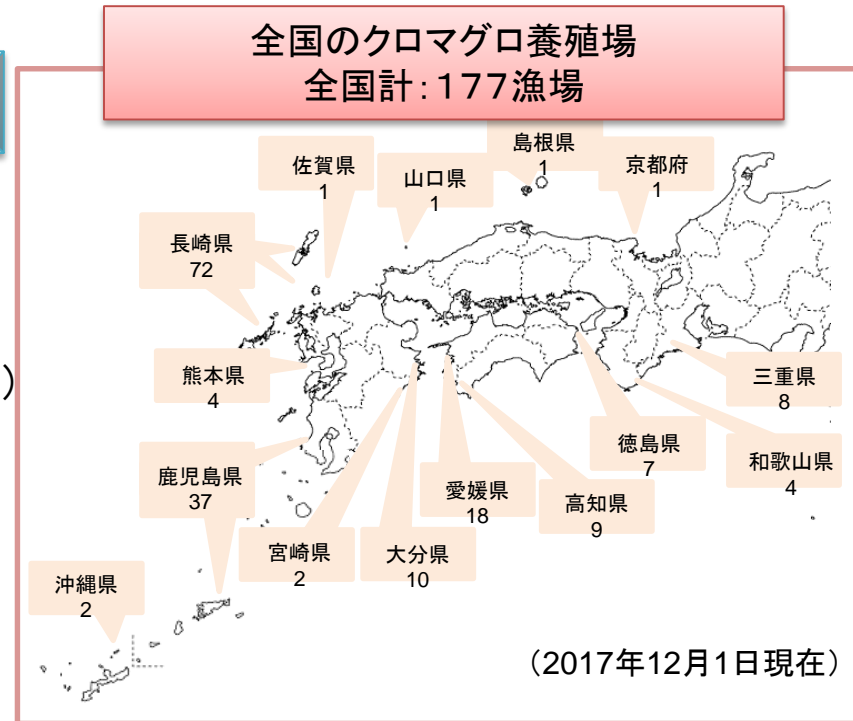 全国のクロマグロ養殖場
全国計:177漁場
島根県
1
佐賀県
1
山口県
1
京都府
1
長崎県
72
)
熊本県
4
三重県
8
徳島県
7
和歌山県
4
鹿児島県
37
愛媛県
18
高知県
9
宮崎県
2
大分県
10
沖縄県
2
(2017年12月1日現在)